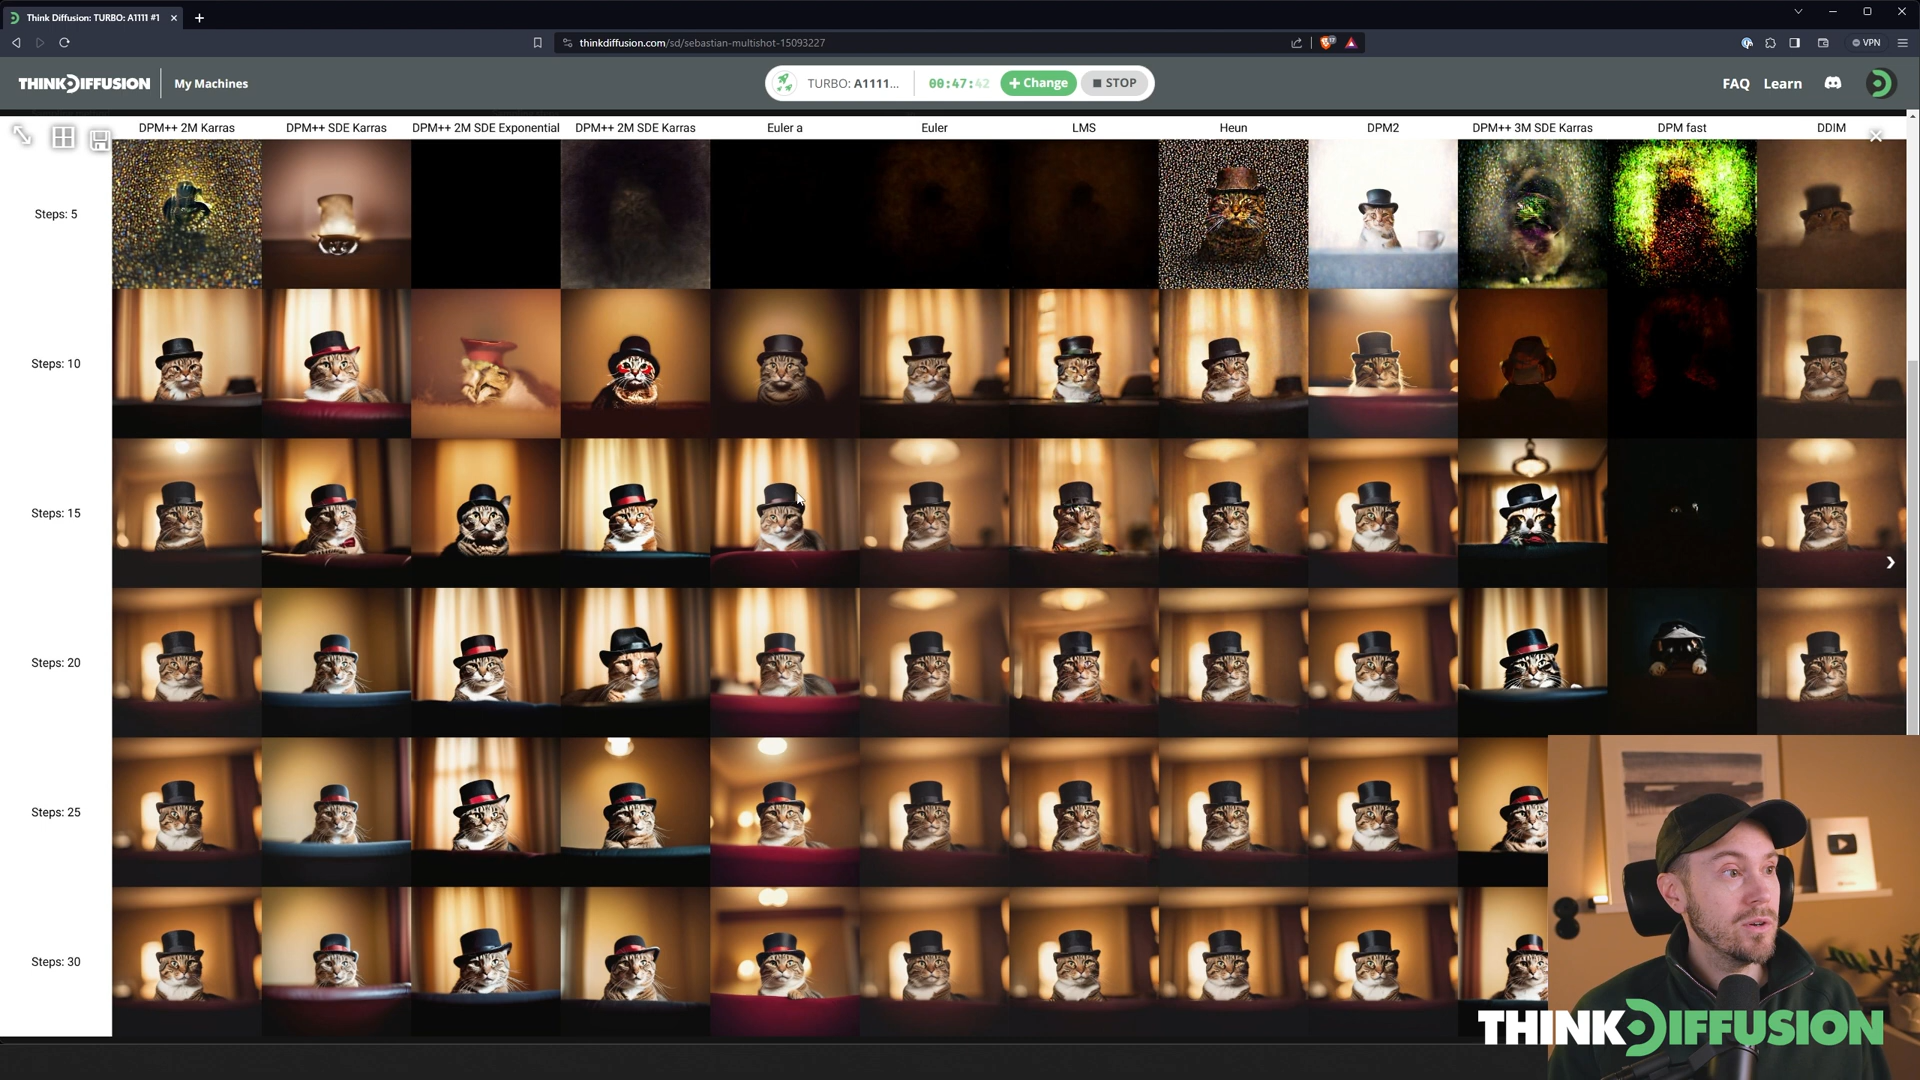 Think Diffusion: TURBO: A1111 #1
thinkdiffusion.com/sd/sebastian-multishot-15093227
VPN
THINKDIFFUSION
My Machines
TURBO: A1111...
00:47:42
+ Change
STOP
FAQ
Learn
DPM++ 2M Karras
DPM++ SDE Karras
DPM++ 2M SDE Exponential
DPM++ 2M SDE Karras
Euler a
Euler
LMS
Heun
DPM2
DPM++ 3M SDE Karras
DPM fast
DDIM
Steps: 5
Steps: 10
Steps: 15
Steps: 20
Steps: 25
Steps: 30
THINKDIFFUSION